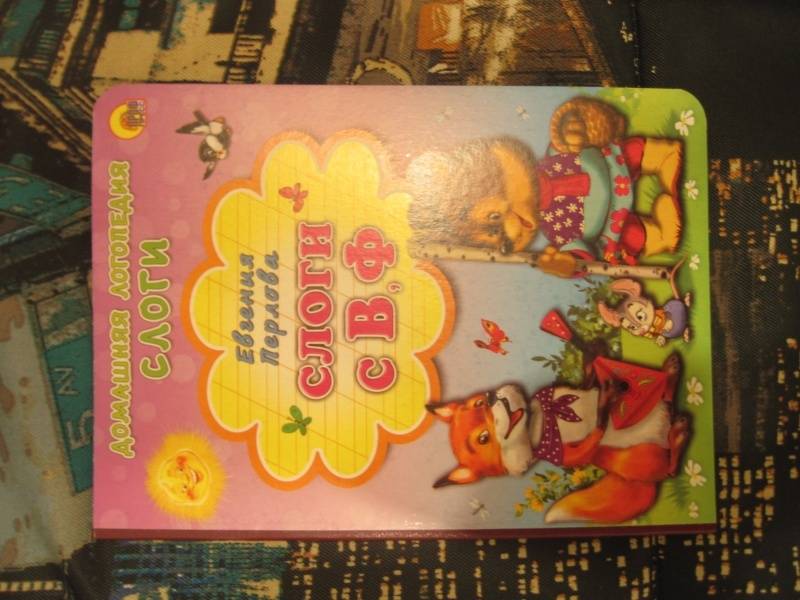 ДОМАШНЯЯ ЛОГОПЕДИЯ
СЛОГИ
Евгения
Перлова
СЛОГИ
С В, Ф